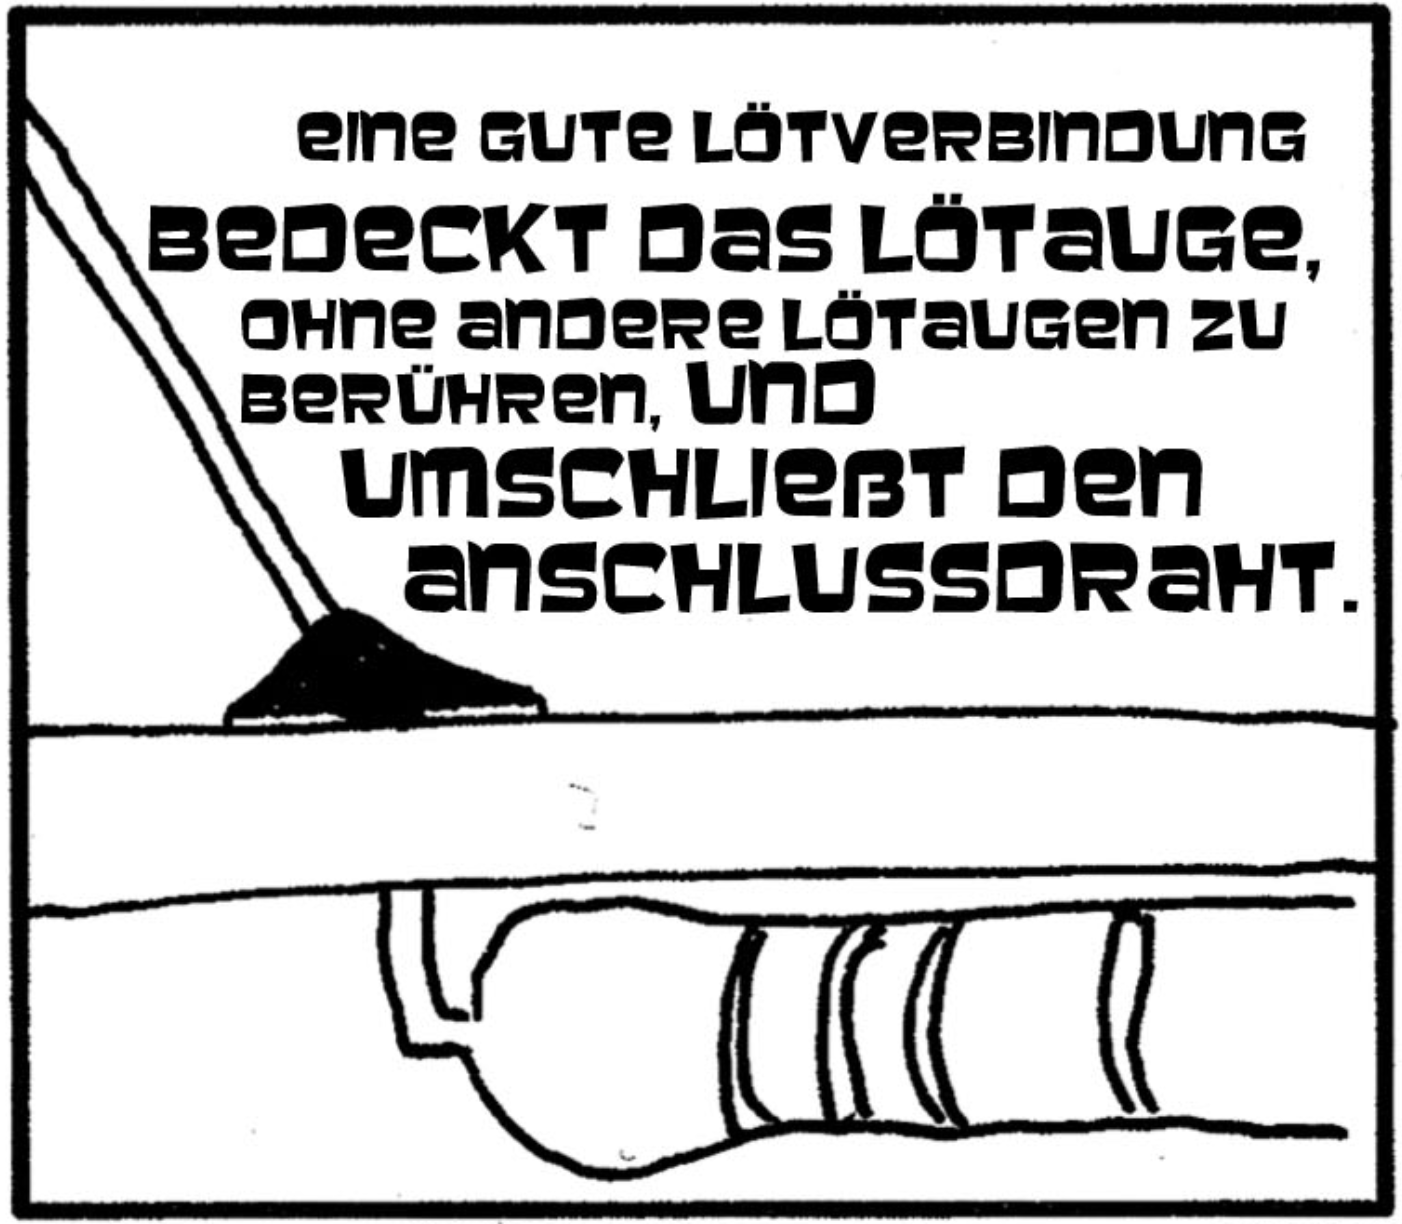 eine gute Lötverbindung
bedeckt das Lötauge,
ohne andere Lötaugen zu
berühren, und
umschließt den
Anschlussdraht.